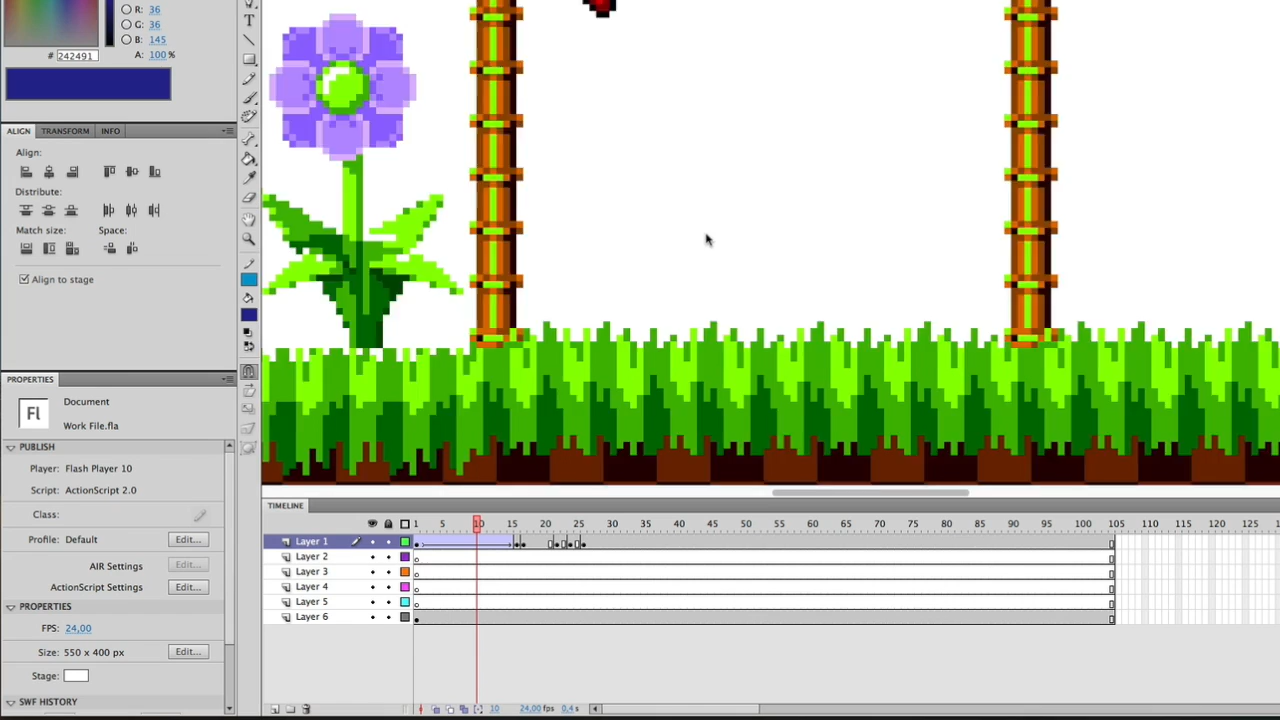 R: 36
G: 36
B: 145
# 242491 A: 100 %
ALIGN TRANSFORM INFO
Align:
Distribute:
Match size: Space:
Align to stage
PROPERTIES
Fl Document
Work File.fla
PUBLISH
Player: Flash Player 10
Script: ActionScript 2.0
Class:
Profile: Default Edit...
AIR Settings Edit...
ActionScript Settings Edit...
PROPERTIES
FPS: 24,00
Size: 550 x 400 px Edit...
Stage:
SWF HISTORY
T
TIMELINE
1 5 10 15 20 25 30 35 40 45 50 55 60 65 70 75 80 85 90 95 100 105 110 115 120 125
Layer 1
Layer 2
Layer 3
Layer 4
Layer 5
Layer 6
10 24,00 fps 0,4 s